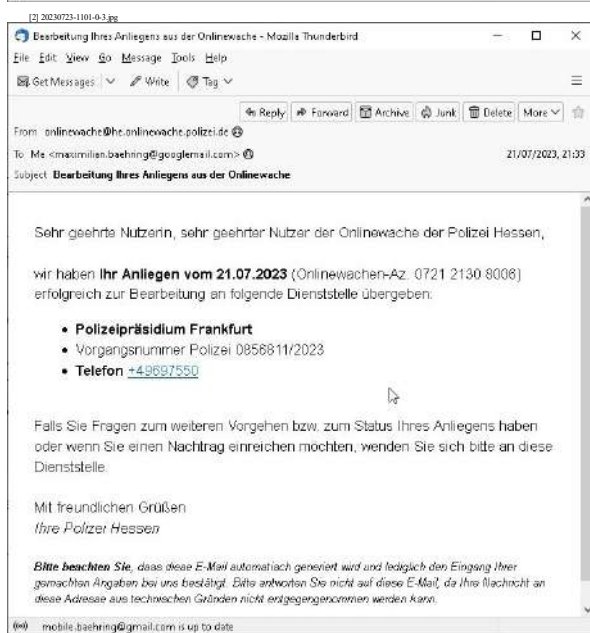 [2] 20230723-1101-0-3.jpg
Bearbeitung Ihres Anliegens aus der Onlinewache - Mozilla Thunderbird
File Edit View Go Message Tools Help
Get Messages Write Tag
Reply Forward Archive Junk Delete More
From onlinewache@he.onlinewache.polizei.de
To Me <maximilian.baehring@googlemail.com> 21/07/2023, 21:33
Subject Bearbeitung Ihres Anliegens aus der Onlinewache
Sehr geehrte Nutzerin, sehr geehrter Nutzer der Onlinewache der Polizei Hessen,
wir haben Ihr Anliegen vom 21.07.2023 (Onlinewachen-Az. 0721 2130 8006)
erfolgreich zur Bearbeitung an folgende Dienststelle übergeben:
• Polizeipräsidium Frankfurt
• Vorgangsnummer Polizei 0856811/2023
• Telefon +49697550
Falls Sie Fragen zum weiteren Vorgehen bzw. zum Status Ihres Anliegens haben
oder wenn Sie einen Nachtrag einreichen möchten, wenden Sie sich bitte an diese
Dienststelle.
Mit freundlichen Grüßen
Ihre Polizei Hessen
Bitte beachten Sie, dass diese E-Mail automatisch generiert wird und lediglich den Eingang Ihrer
gemachten Angaben bei uns bestätigt. Bitte antworten Sie nicht auf diese E-Mail, da Ihre Nachricht an
diese Adresse aus technischen Gründen nicht entgegengenommen werden kann.
mobile.baehring@gmail.com is up to date